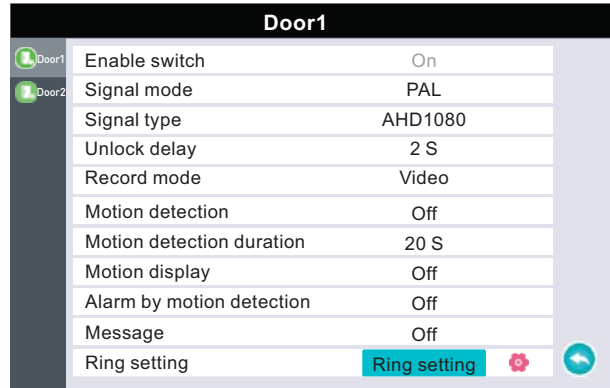 Door1
Door1
Door2
Enable switch On
Signal mode PAL
Signal type AHD1080
Unlock delay 2 S
Record mode Video
Motion detection Off
Motion detection duration 20 S
Motion display Off
Alarm by motion detection Off
Message Off
Ring setting Ring setting